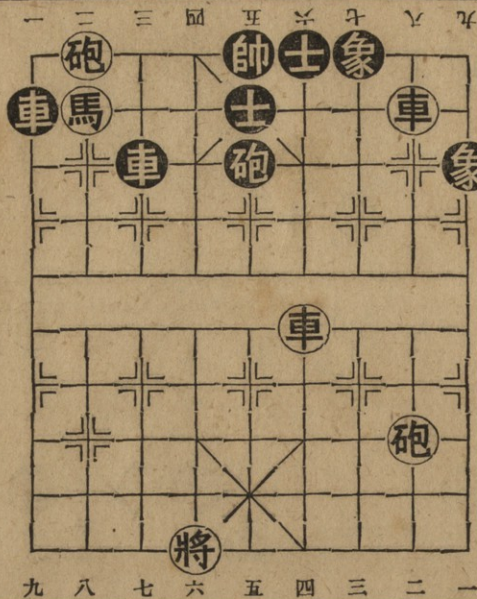 一 二 三 四 五 六 七 八 九
砲 帥 士 象
車 馬 士 車
車 砲 象
車
砲
將
九 八 七 六 五 四 三 二 一